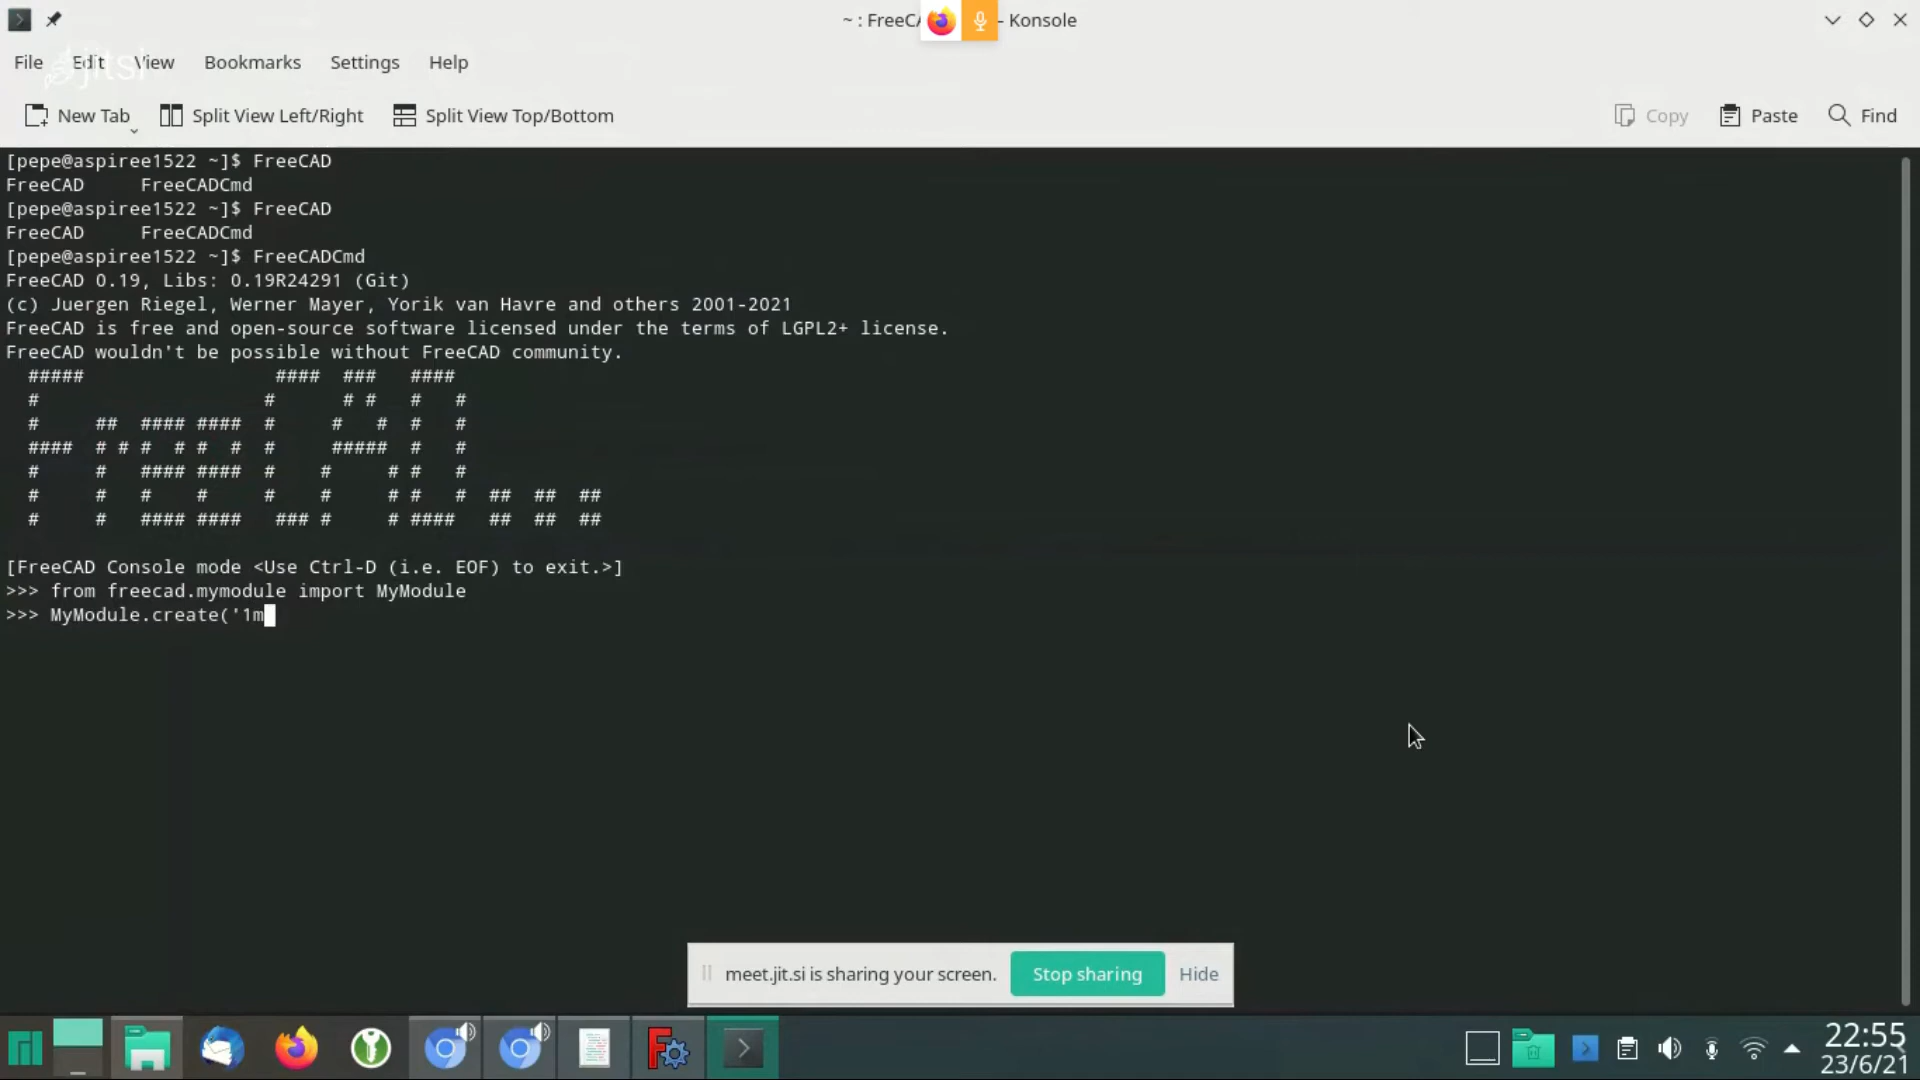 ~ : FreeCA - Konsole
File Edit View Bookmarks Settings Help
jitsi
New Tab Split View Left/Right Split View Top/Bottom Copy Paste Find
[pepe@aspiree1522 ~]$ FreeCAD
FreeCAD     FreeCADCmd
[pepe@aspiree1522 ~]$ FreeCAD
FreeCAD     FreeCADCmd
[pepe@aspiree1522 ~]$ FreeCADCmd
FreeCAD 0.19, Libs: 0.19R24291 (Git)
(c) Juergen Riegel, Werner Mayer, Yorik van Havre and others 2001-2021
FreeCAD is free and open-source software licensed under the terms of LGPL2+ license.
FreeCAD wouldn't be possible without FreeCAD community.
  #####                 ####  ###   ####
  #                    #      # #   #   #
  #     ##  #### ####  #     #   #  #   #
  ####  # # #  # #  #  #     #####  #   #
  #     #   #### ####  #    #     # #   #
  #     #   #    #     #    #     # #   #  ##  ##  ##
  #     #   #### ####   ### #     # ####   ##  ##  ##
[FreeCAD Console mode <Use Ctrl-D (i.e. EOF) to exit.>]
>>> from freecad.mymodule import MyModule
>>> MyModule.create('1m
meet.jit.si is sharing your screen. Stop sharing Hide
22:55
23/6/21